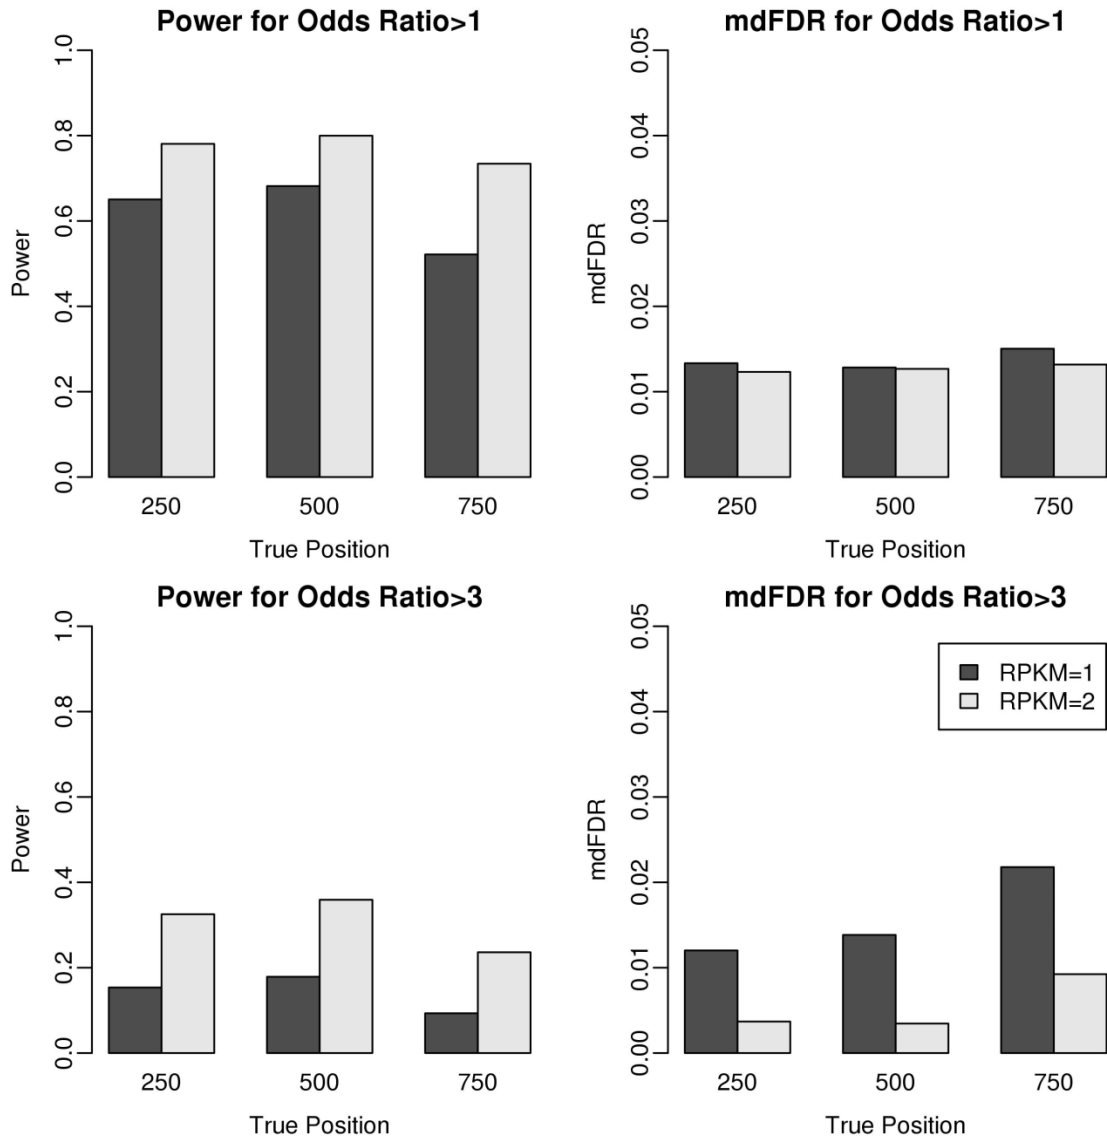 Power for Odds Ratio>1
Power
0.0 0.2 0.4 0.6 0.8 1.0
250 500 750
True Position
mdFDR for Odds Ratio>1
mdFDR
0.00 0.01 0.02 0.03 0.04 0.05
250 500 750
True Position
Power for Odds Ratio>3
Power
0.0 0.2 0.4 0.6 0.8 1.0
250 500 750
True Position
mdFDR for Odds Ratio>3
mdFDR
0.00 0.01 0.02 0.03 0.04 0.05
RPKM=1
RPKM=2
250 500 750
True Position